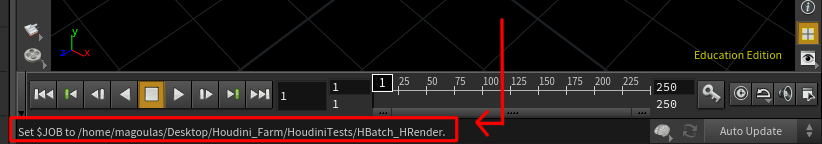 y
z x
Education Edition
1
1 1
1 25 50 75 100 125 150 175 200 225
250
250
Set $JOB to /home/magoulas/Desktop/Houdini_Farm/HoudiniTests/HBatch_HRender.
Auto Update